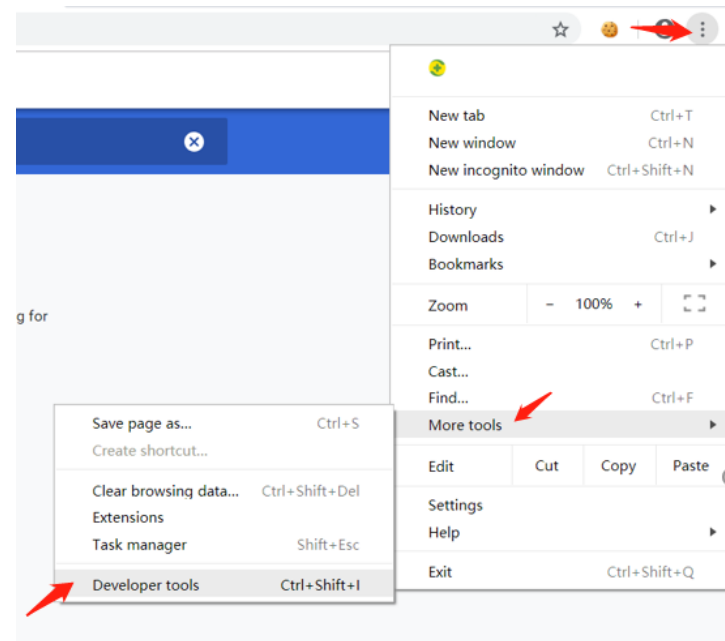 New tab Ctrl+T
New window Ctrl+N
New incognito window Ctrl+Shift+N
History
Downloads Ctrl+J
Bookmarks
Zoom - 100% +
g for
Print... Ctrl+P
Cast...
Find... Ctrl+F
More tools
Edit Cut Copy Paste
Settings
Help
Exit Ctrl+Shift+Q
Save page as... Ctrl+S
Create shortcut...
Clear browsing data... Ctrl+Shift+Del
Extensions
Task manager Shift+Esc
Developer tools Ctrl+Shift+I